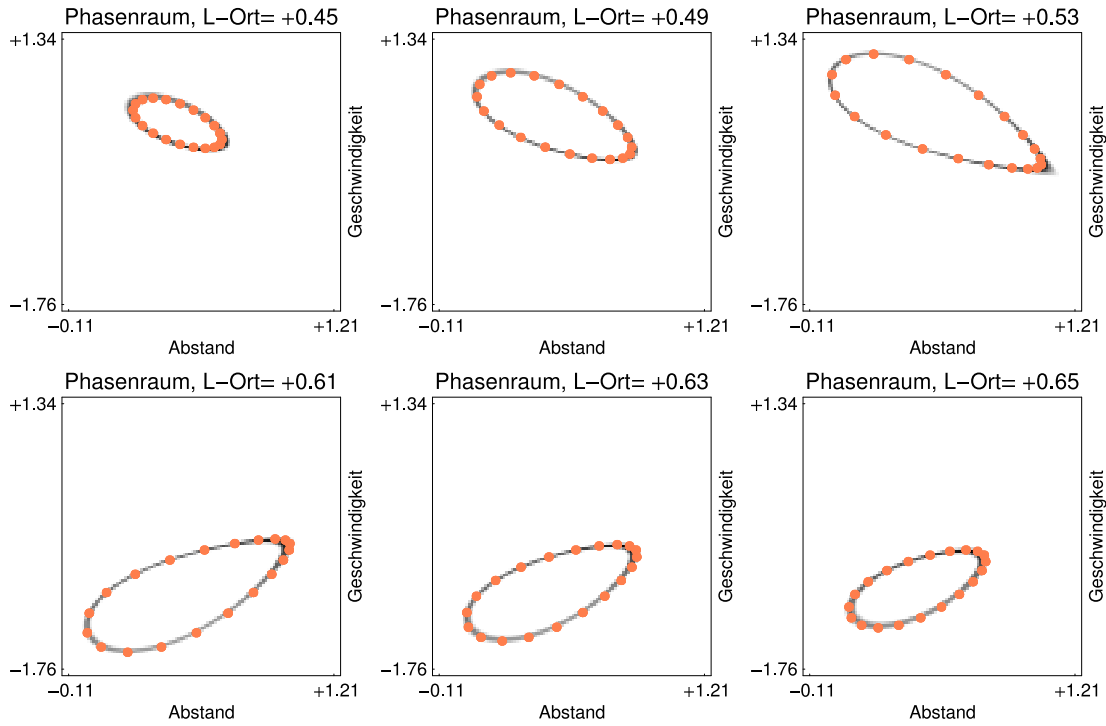 Phasenraum, L−Ort= +0.45
+1.34
−1.76
−0.11
+1.21
Abstand
Geschwindigkeit
Phasenraum, L−Ort= +0.49
+1.34
−1.76
−0.11
+1.21
Abstand
Geschwindigkeit
Phasenraum, L−Ort= +0.53
+1.34
−1.76
−0.11
+1.21
Abstand
Geschwindigkeit
Phasenraum, L−Ort= +0.61
+1.34
−1.76
−0.11
+1.21
Abstand
Geschwindigkeit
Phasenraum, L−Ort= +0.63
+1.34
−1.76
−0.11
+1.21
Abstand
Geschwindigkeit
Phasenraum, L−Ort= +0.65
+1.34
−1.76
−0.11
+1.21
Abstand
Geschwindigkeit